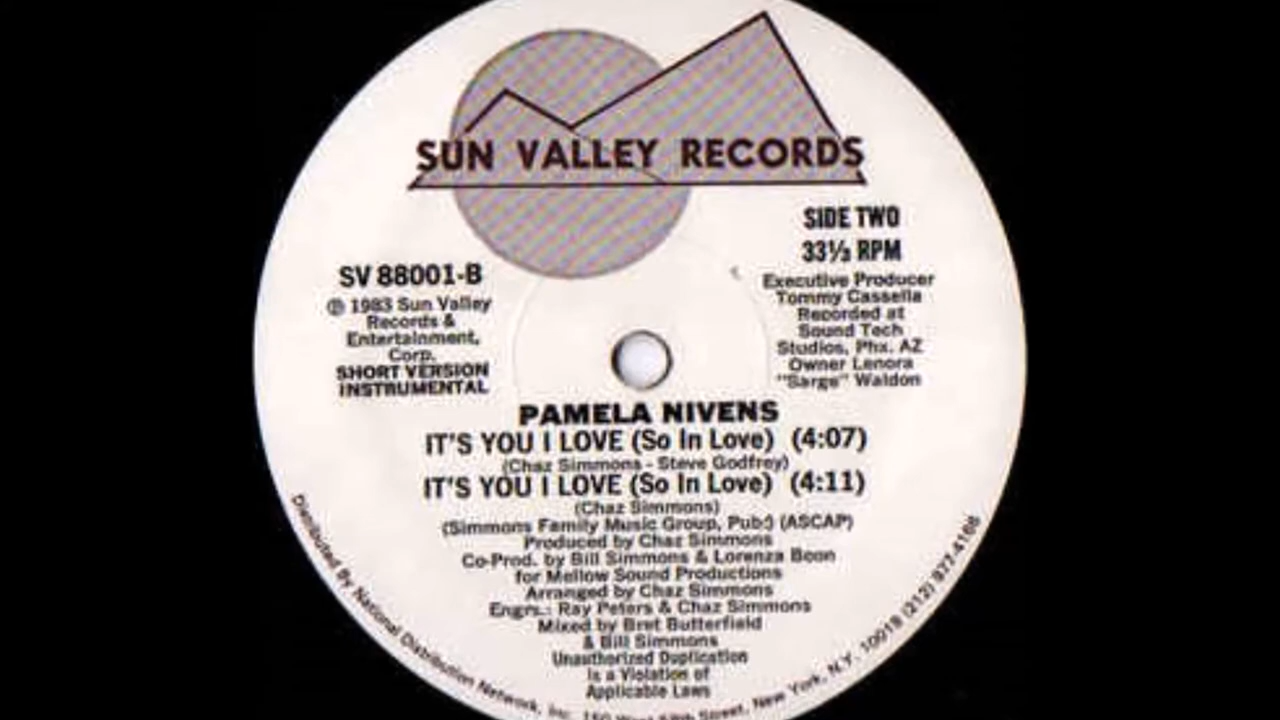 SUN VALLEY RECORDS
SIDE TWO
33⅓ RPM
SV 88001-B
℗ 1983 Sun Valley
Records &
Entertainment,
Corp.
SHORT VERSION
INSTRUMENTAL
Executive Producer
Tommy Cassella
Recorded at
Sound Tech
Studios, Phx. AZ
Owner Lenora
"Sarge" Waldon
PAMELA NIVENS
IT'S YOU I LOVE (So In Love) (4:07)
(Chaz Simmons - Steve Godfrey)
IT'S YOU I LOVE (So In Love) (4:11)
(Chaz Simmons)
(Simmons Family Music Group, Pub:) (ASCAP)
Produced by Chaz Simmons
Co-Prod. by Bill Simmons & Lorenza Boon
for Mellow Sound Productions
Arranged by Chaz Simmons
Engrs.: Ray Peters & Chaz Simmons
Mixed by Bret Butterfield
& Bill Simmons
Unauthorized Duplication
is a Violation of
Applicable Laws
Distributed By National Distribution Network, Inc. 150 West Street, New York, N.Y. 10019 (212) 977-4166